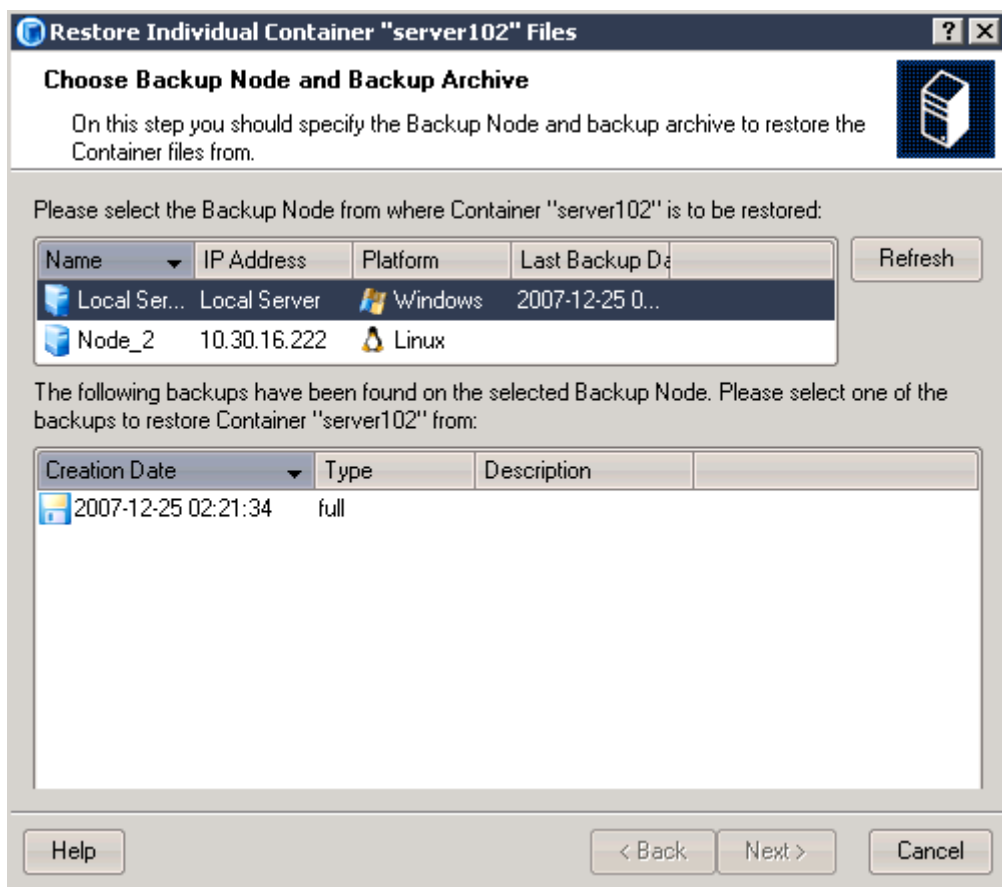 Restore Individual Container "server102" Files
Choose Backup Node and Backup Archive
On this step you should specify the Backup Node and backup archive to restore the
Container files from.
Please select the Backup Node from where Container "server102" is to be restored:
Name IP Address Platform Last Backup Da
Refresh
Local Ser... Local Server Windows 2007-12-25 0...
Node_2 10.30.16.222 Linux
The following backups have been found on the selected Backup Node. Please select one of the
backups to restore Container "server102" from:
Creation Date Type Description
2007-12-25 02:21:34 full
Help < Back Next > Cancel